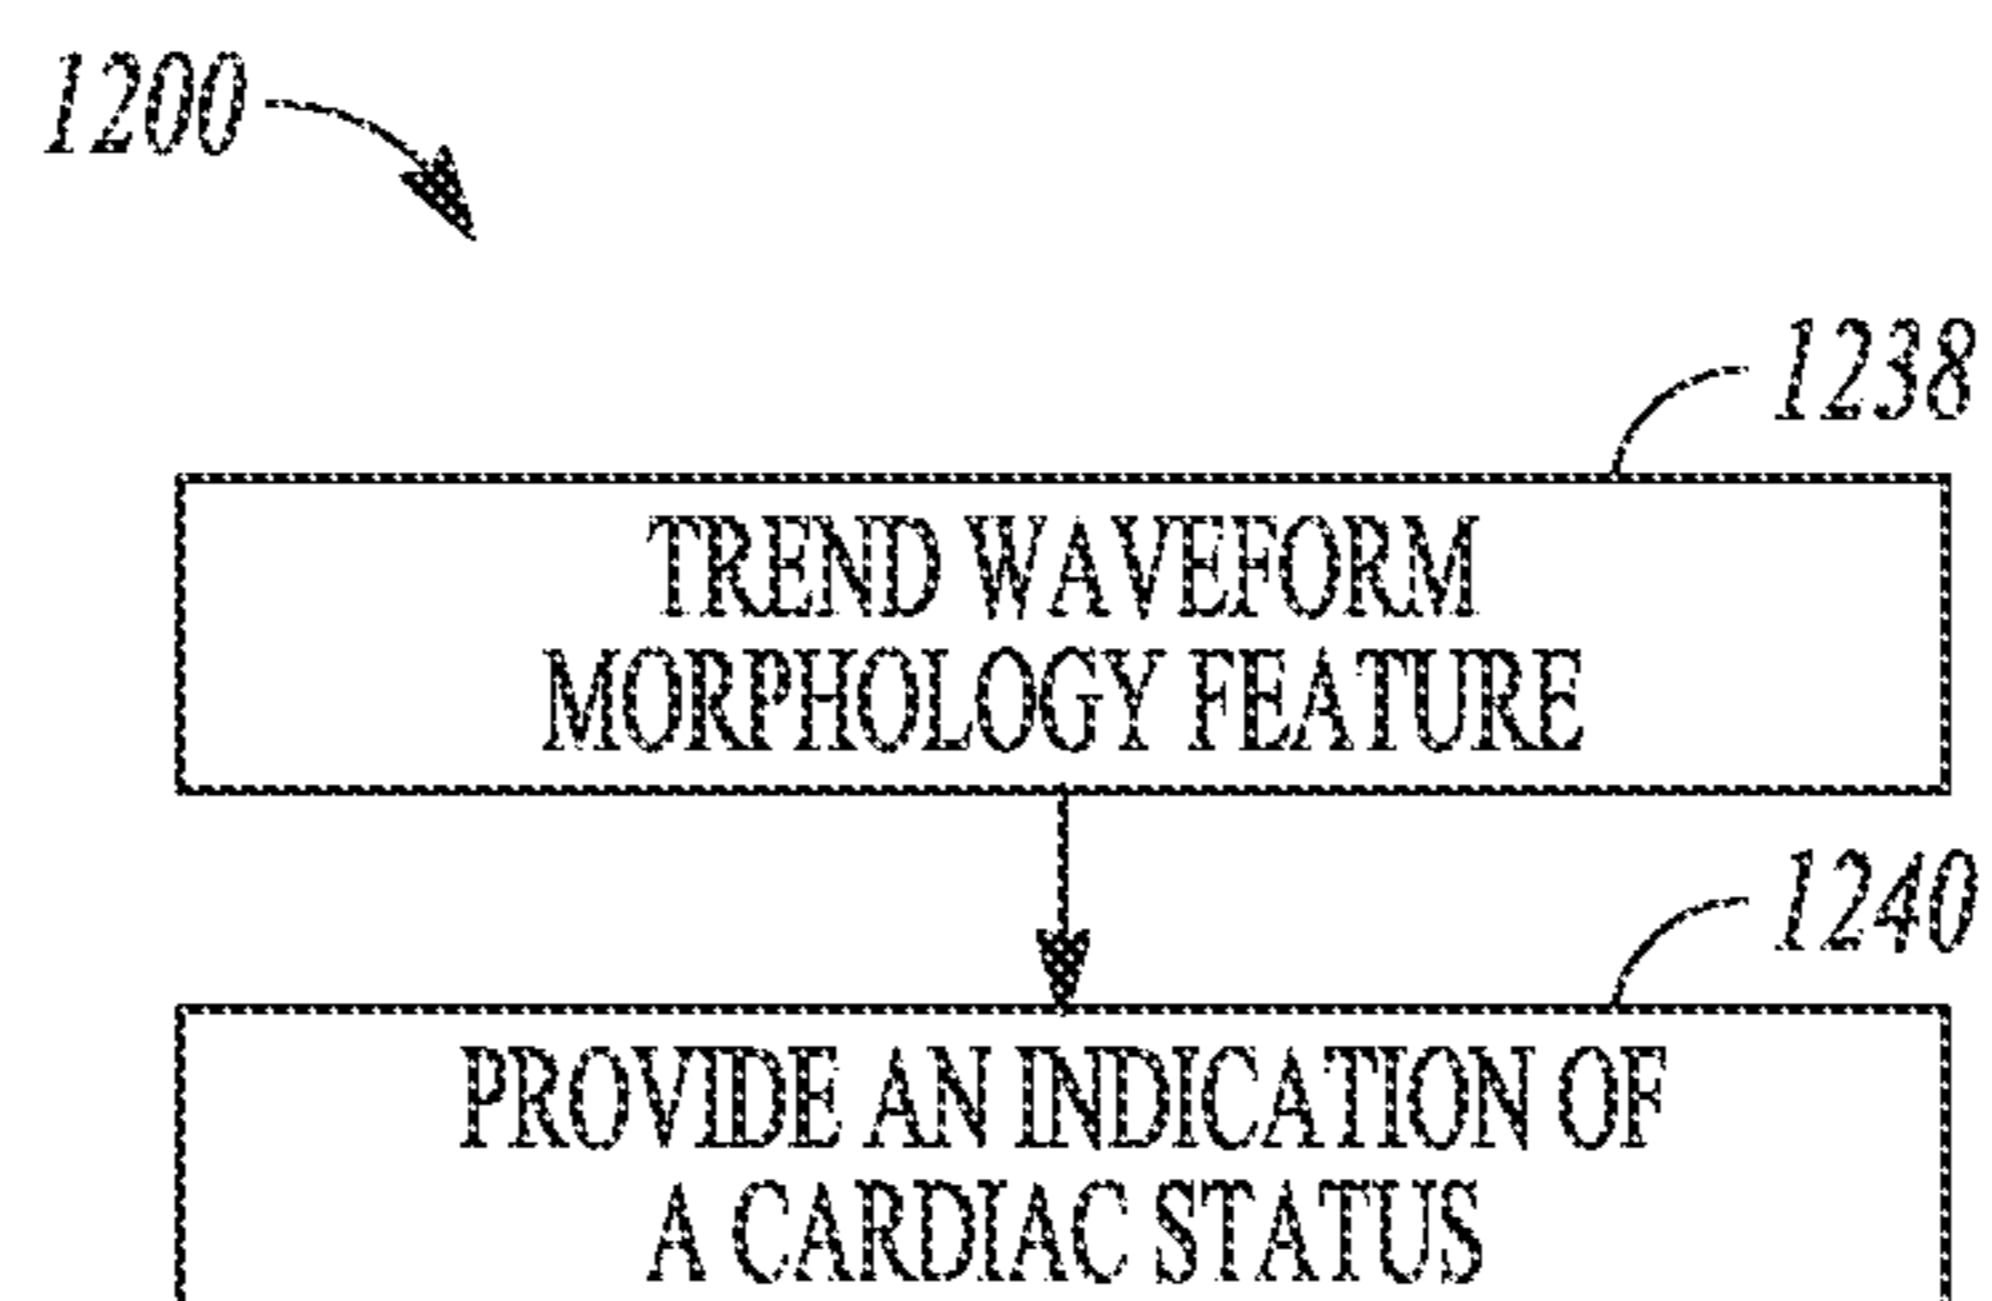 1200
1238
TREND WAVEFORM
MORPHOLOGY FEATURE
1240
PROVIDE AN INDICATION OF
A CARDIAC STATUS